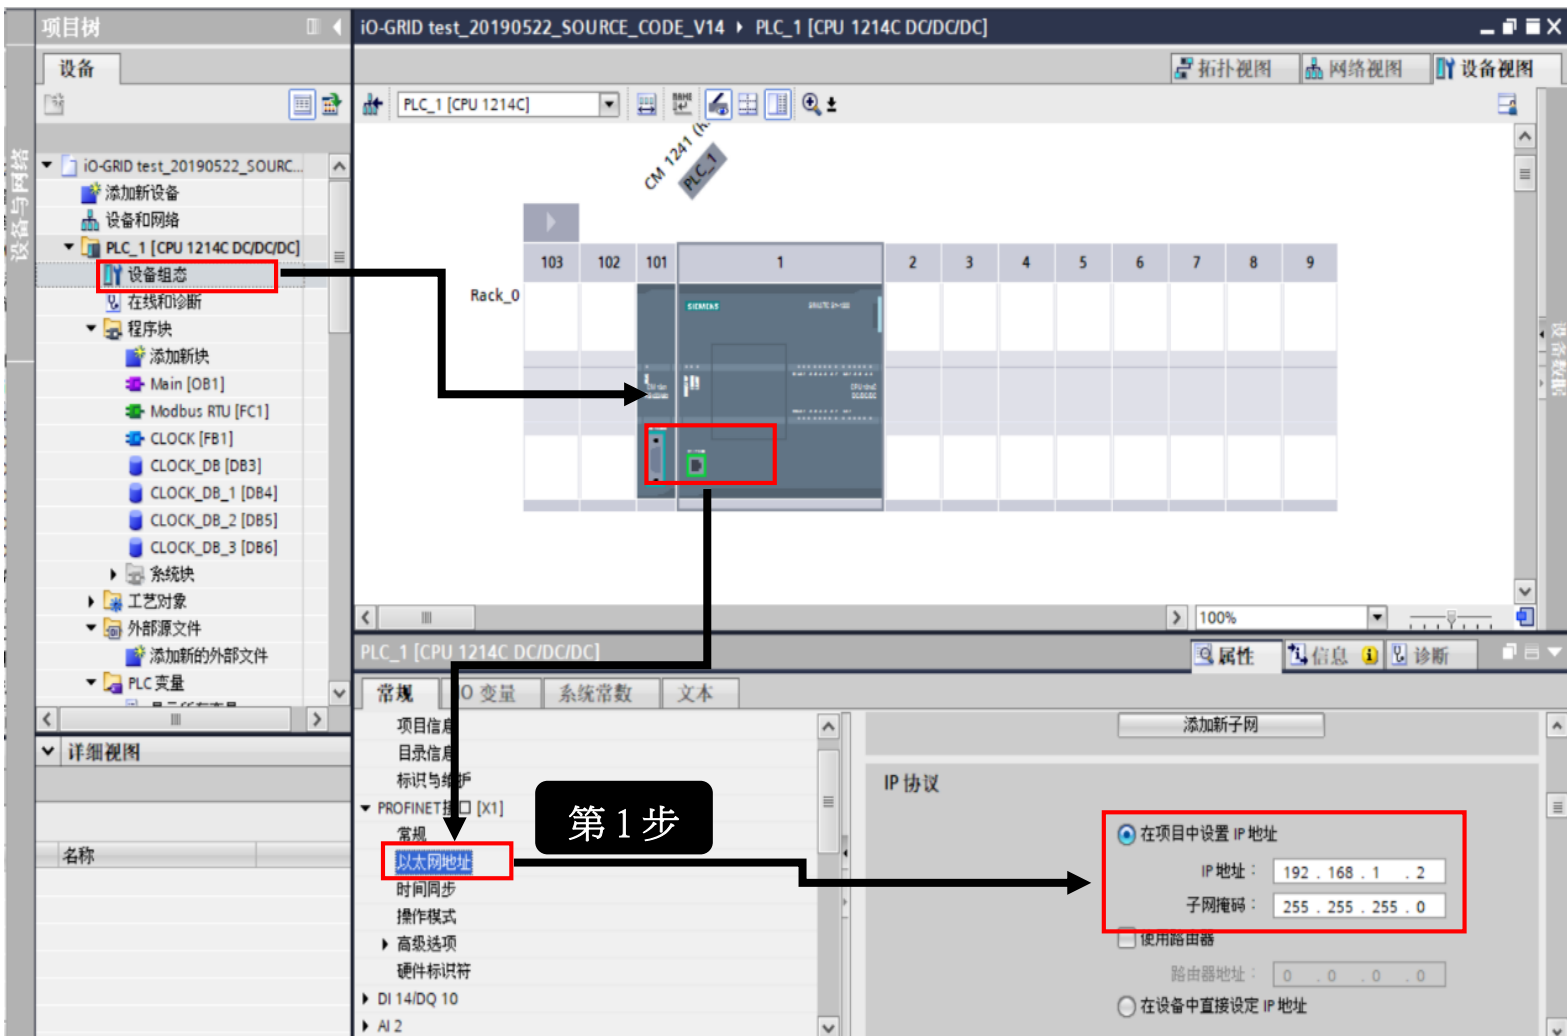 项目树
iO-GRID test_20190522_SOURCE_CODE_V14 ▸ PLC_1 [CPU 1214C DC/DC/DC]
设备
拓扑视图
网络视图
设备视图
PLC_1 [CPU 1214C]
设备与网络
iO-GRID test_20190522_SOURC...
添加新设备
设备和网络
PLC_1 [CPU 1214C DC/DC/DC]
设备组态
在线和诊断
程序块
添加新块
Main [OB1]
Modbus RTU [FC1]
CLOCK [FB1]
CLOCK_DB [DB3]
CLOCK_DB_1 [DB4]
CLOCK_DB_2 [DB5]
CLOCK_DB_3 [DB6]
系统块
工艺对象
外部源文件
添加新的外部文件
PLC 变量
详细视图
名称
CM 1241 (R
PLC_1
103 102 101 1 2 3 4 5 6 7 8 9
Rack_0
SIEMENS
设备数据
100%
PLC_1 [CPU 1214C DC/DC/DC]
属性
信息
诊断
常规
IO 变量
系统常数
文本
项目信息
目录信息
标识与维护
PROFINET接口 [X1]
常规
以太网地址
时间同步
操作模式
高级选项
硬件标识符
DI 14/DQ 10
AI 2
第 1 步
添加新子网
IP 协议
在项目中设置 IP 地址
IP 地址: 192 . 168 . 1 . 2
子网掩码: 255 . 255 . 255 . 0
使用路由器
路由器地址: 0 . 0 . 0 . 0
在设备中直接设定 IP 地址